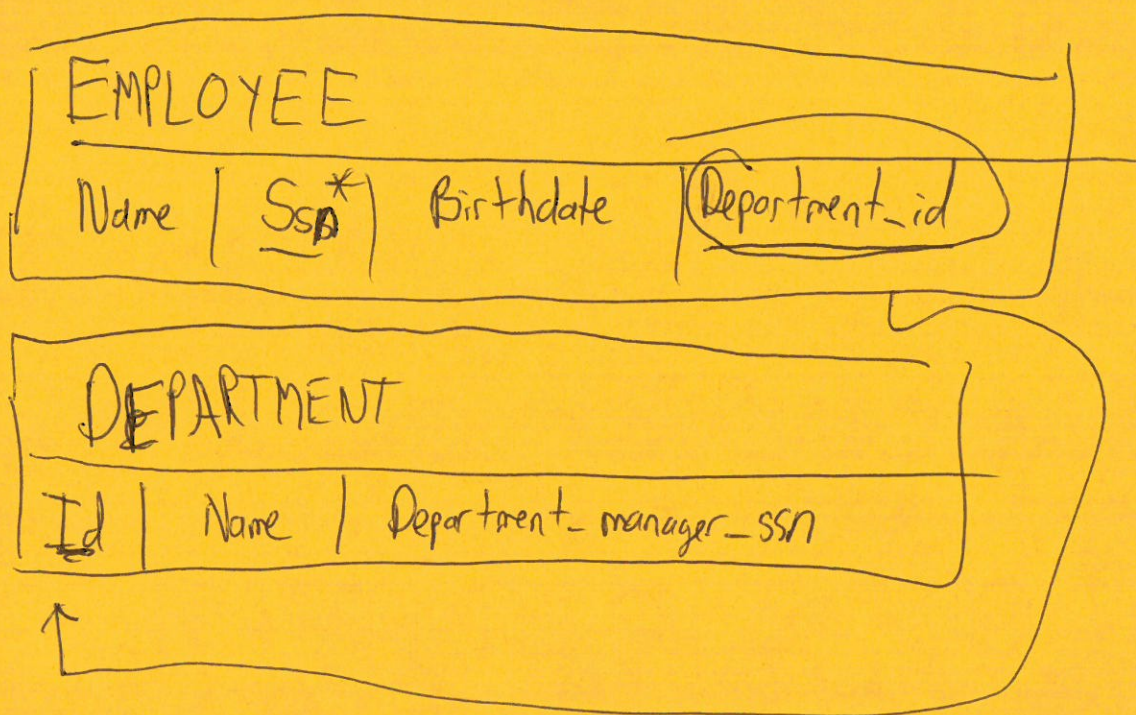 EMPLOYEE
Name | Ssn* | Birthdate | Department_id
DEPARTMENT
Id | Name | Department_manager_ssn